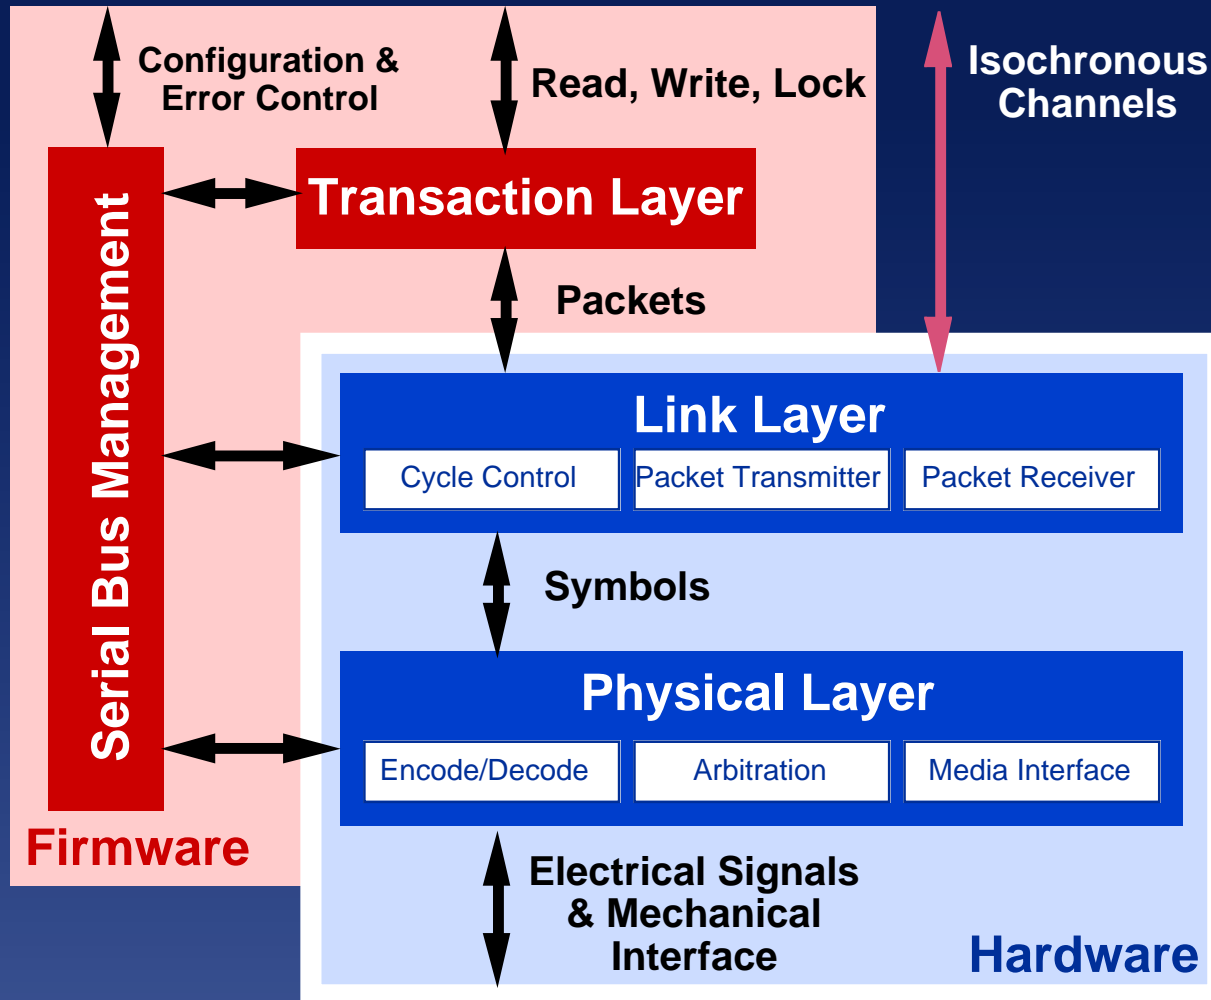 Configuration &
Error Control
Read, Write, Lock
Isochronous
Channels
Transaction Layer
Serial Bus Management
Packets
Link Layer
Cycle Control
Packet Transmitter
Packet Receiver
Symbols
Physical Layer
Encode/Decode
Arbitration
Media Interface
Firmware
Electrical Signals
& Mechanical
Interface
Hardware